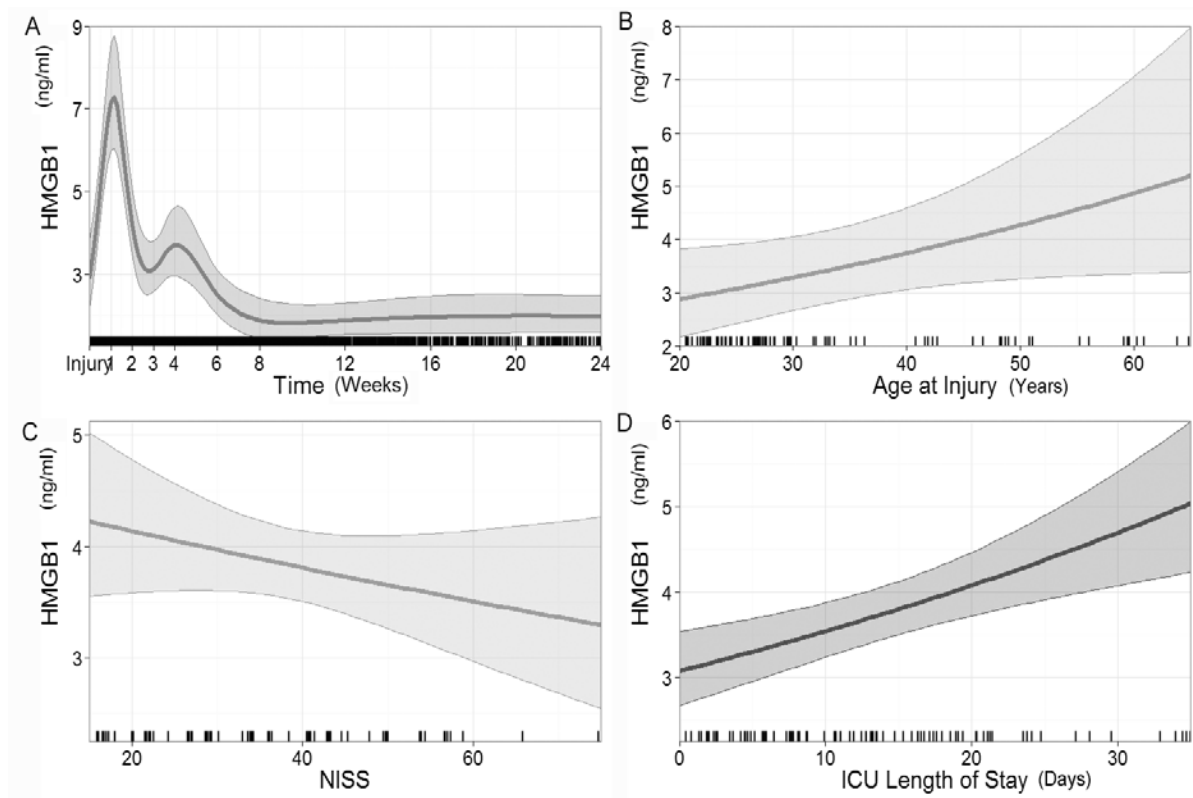 A
9
7
5
3
HMGB1 (ng/ml)
Injury 1 2 3 4 6 8 12 16 20 24
Time (Weeks)
B
8
7
6
5
4
3
2
HMGB1 (ng/ml)
20 30 40 50 60
Age at Injury (Years)
C
5
4
3
HMGB1 (ng/ml)
20 40 60
NISS
D
6
5
4
3
HMGB1 (ng/ml)
0 10 20 30
ICU Length of Stay (Days)